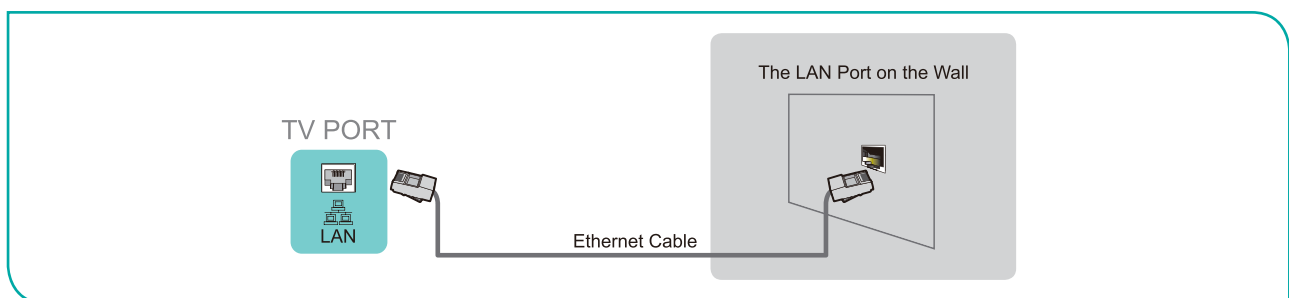 The LAN Port on the Wall
TV PORT
LAN
Ethernet Cable